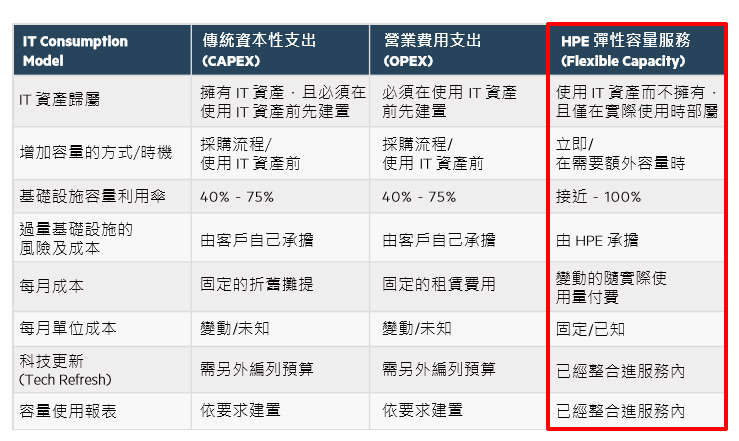 IT Consumption
Model
傳統資本性支出
(CAPEX)
營業費用支出
(OPEX)
HPE 彈性容量服務
(Flexible Capacity)
IT 資產歸屬
擁有 IT 資產，且必須在
使用 IT 資產前先建置
必須在使用 IT 資產
前先建置
使用 IT 資產而不擁有，
且僅在實際使用時部屬
增加容量的方式/時機
採購流程/
使用 IT 資產前
採購流程/
使用 IT 資產前
立即/
在需要額外容量時
基礎設施容量利用傘
40% - 75%
40% - 75%
接近 - 100%
過量基礎設施的
風險及成本
由客戶自己承擔
由客戶自己承擔
由 HPE 承擔
每月成本
固定的折舊攤提
固定的租賃費用
變動的隨實際使
用量付費
每月單位成本
變動/未知
變動/未知
固定/已知
科技更新
(Tech Refresh)
需另外編列預算
需另外編列預算
已經整合進服務內
容量使用報表
依要求建置
依要求建置
已經整合進服務內